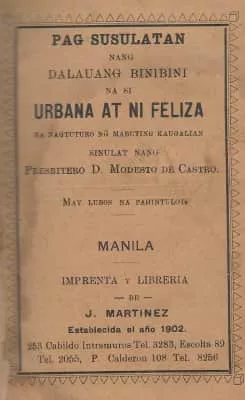 PAG SUSULATAN
NANG
DALAUANG BINIBINI
NA SI
URBANA AT NI FELIZA
NA NAGTUTURO NG MABUTING KAUGALIAN
SINULAT NANG
PRESBITERO D. MODESTO DE CASTRO.
MAY LUBOS NA PAHINTULOT
MANILA
IMPRENTA Y LIBRERIA
— DE —
J. MARTINEZ
Establecida el año 1902.
253 Cabildo Intramuros Tel. 3283, Escolta 89
Tel. 2055, P. Calderon 108 Tel. 8256